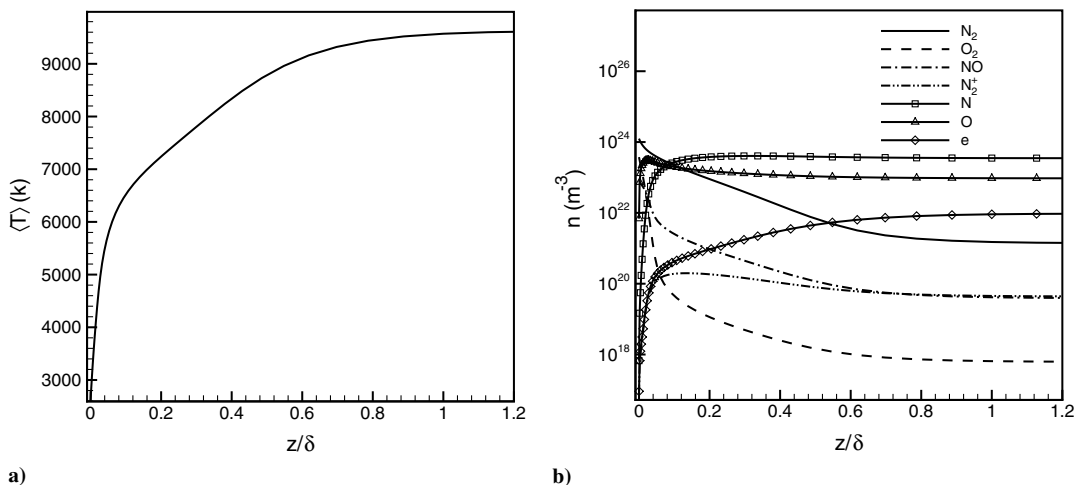 ⟨T⟩ (k)
9000
8000
7000
6000
5000
4000
3000
0
0.2
0.4
0.6
0.8
1
1.2
z/δ
a)
n (m⁻³)
10²⁶
10²⁴
10²²
10²⁰
10¹⁸
N₂
O₂
NO
N₂⁺
N
O
e
0
0.2
0.4
0.6
0.8
1
1.2
z/δ
b)